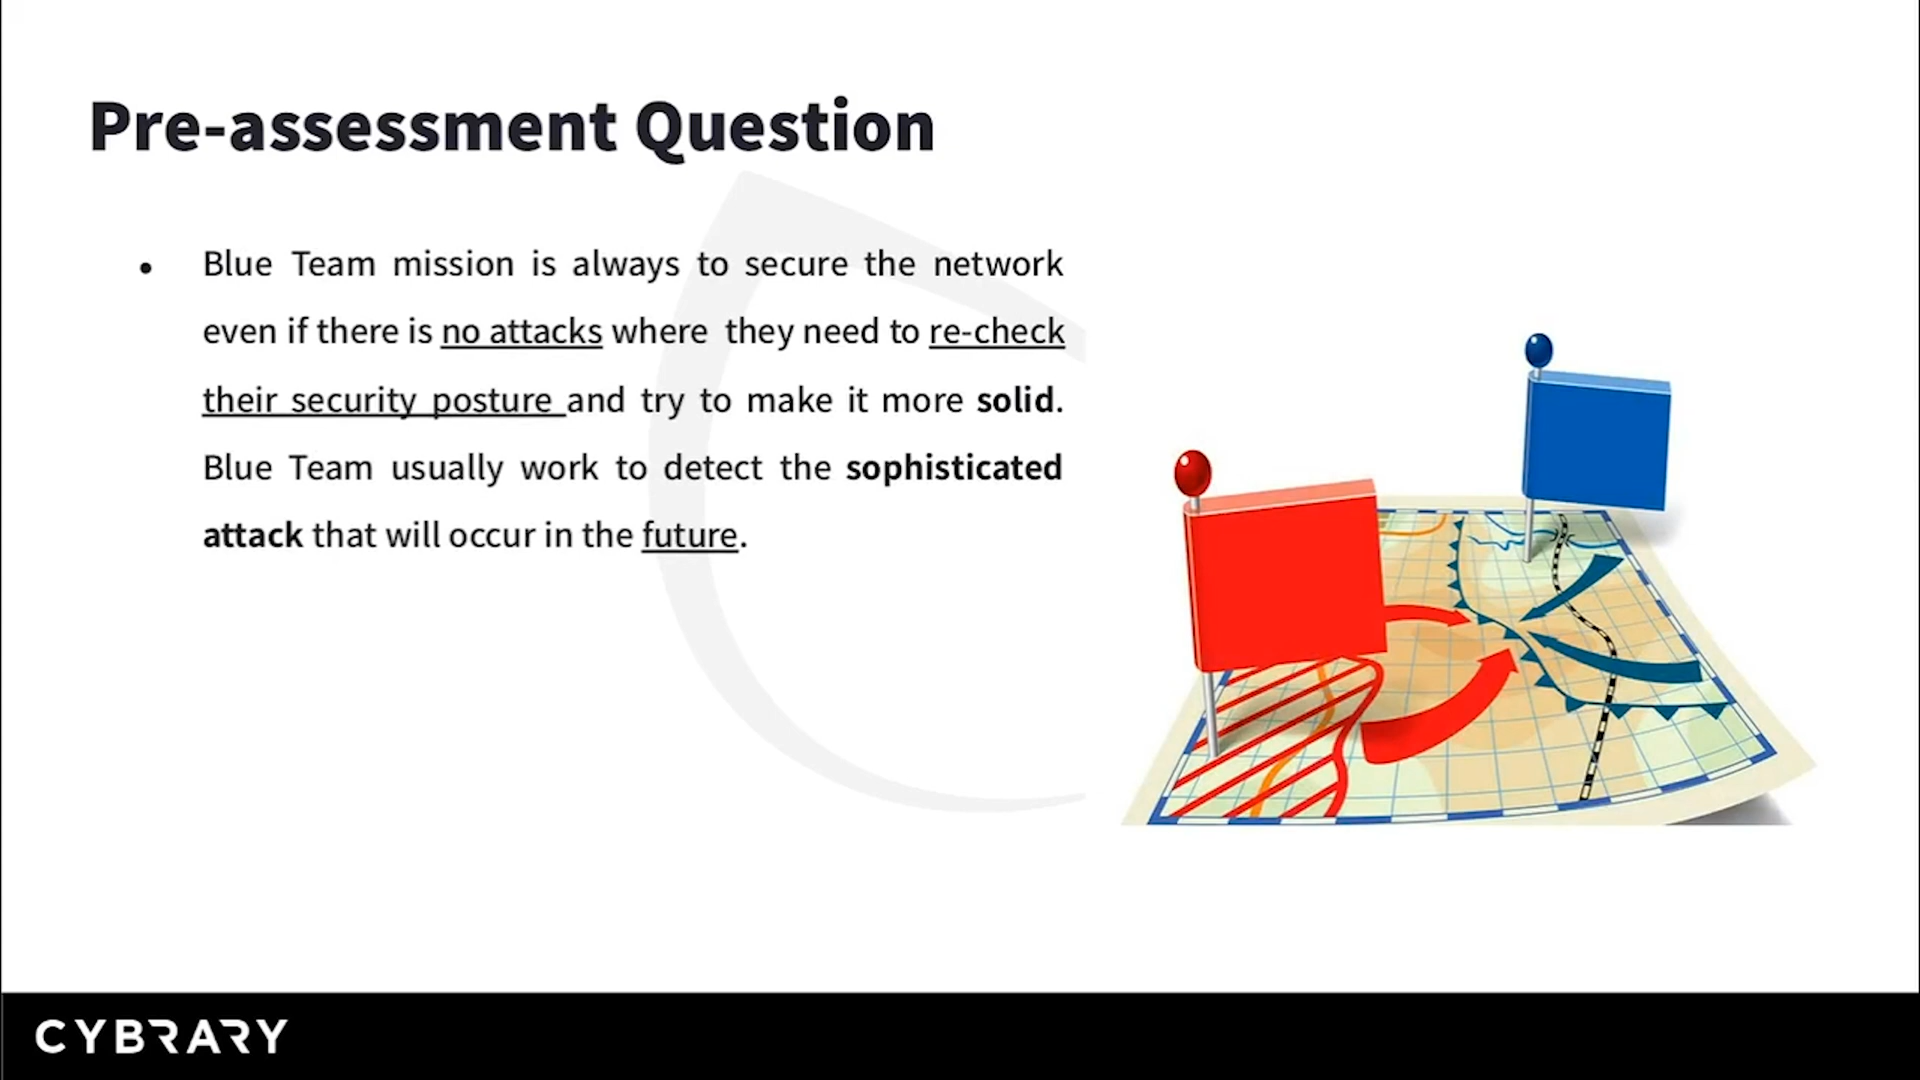 Pre-assessment Question
• Blue Team mission is always to secure the network
even if there is no attacks where they need to re-check
their security posture and try to make it more solid.
Blue Team usually work to detect the sophisticated
attack that will occur in the future.
CYBRARY